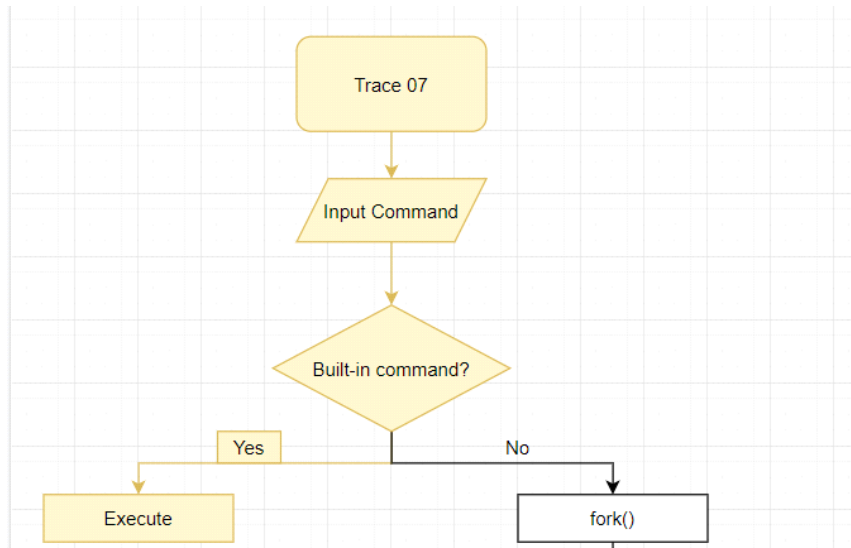 Trace 07
Input Command
Built-in command?
Yes
No
Execute
fork()